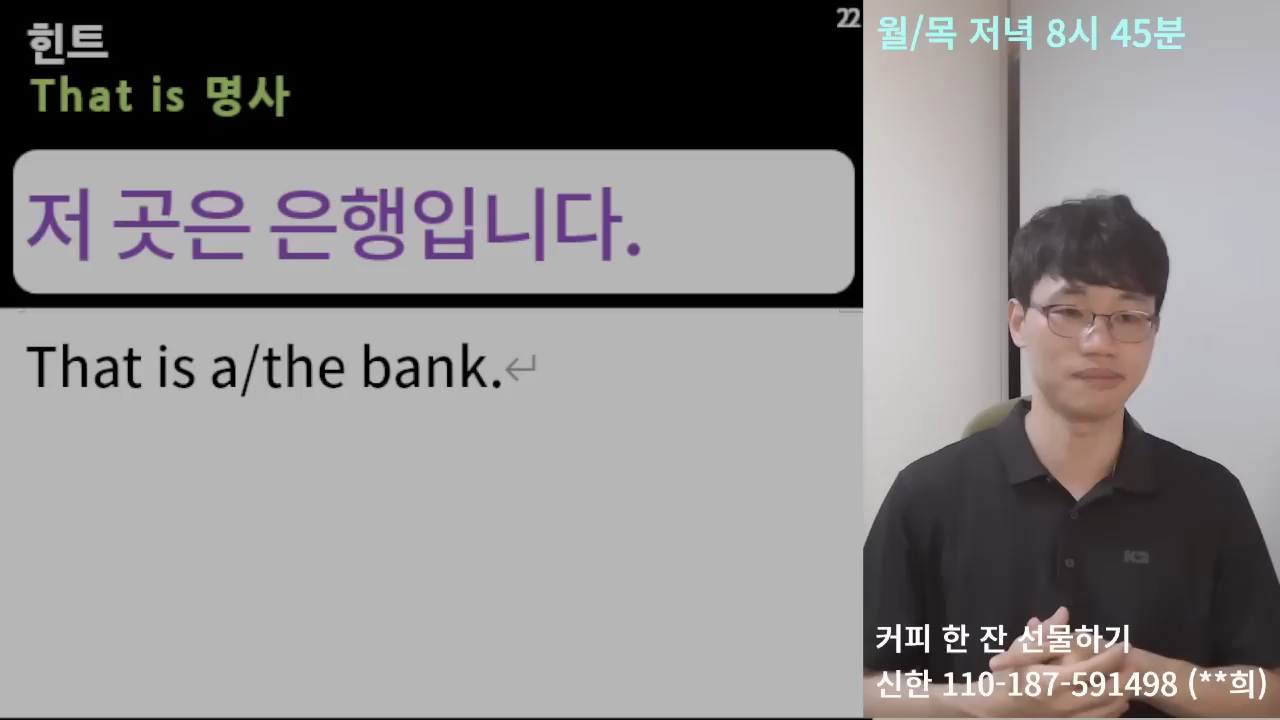 힌트
22
That is 명사
저 곳은 은행입니다.
That is a/the bank.↵
월/목 저녁 8시 45분
K2
커피 한 잔 선물하기
신한 110-187-591498 (**희)